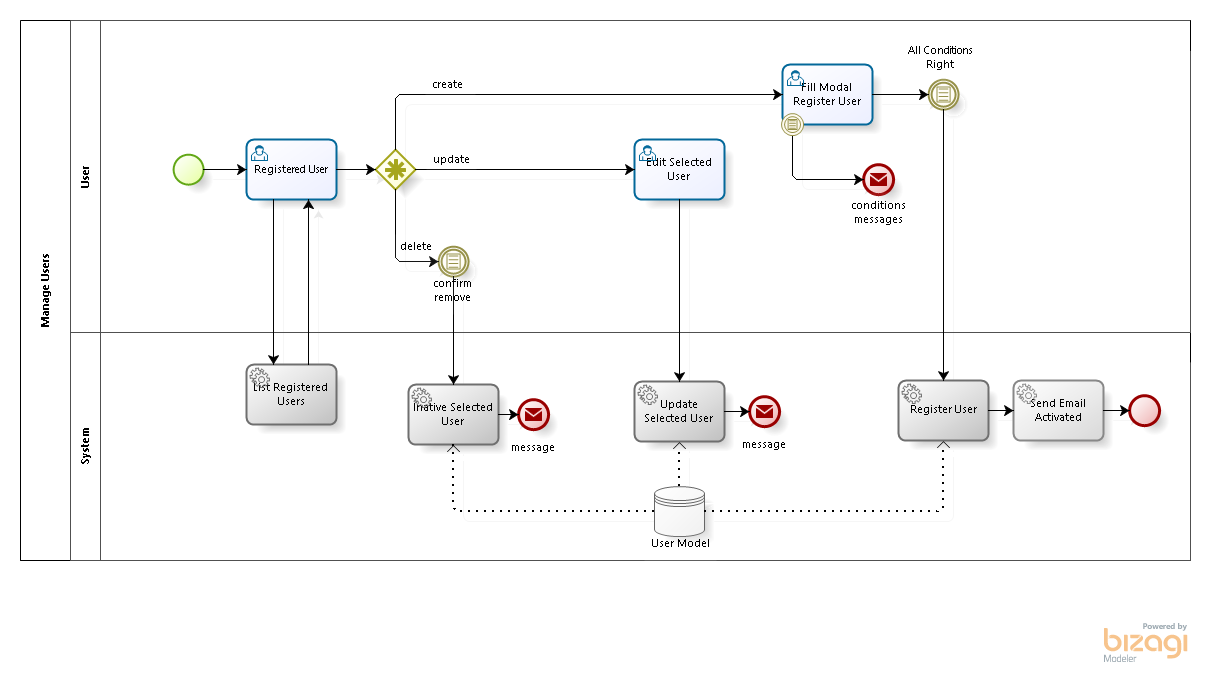 Manage Users
User
System
All Conditions
Right
create
Fill Modal
Register User
update
Registered User
Edit Selected
User
conditions
messages
delete
confirm
remove
List Registered
Users
Inative Selected
User
message
Update
Selected User
message
Register User
Send Email
Activated
User Model
Powered by
bizagi
Modeler